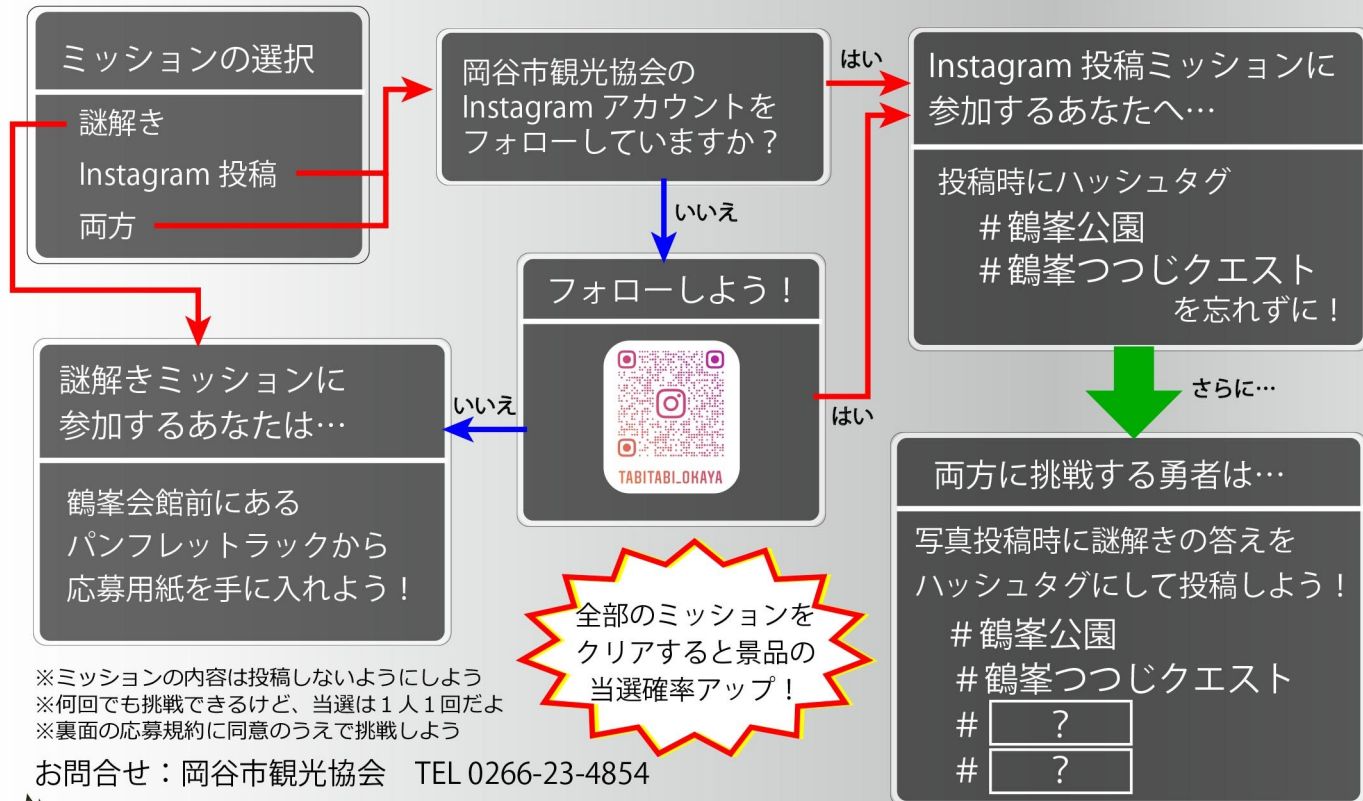 ミッションの選択
謎解き
Instagram 投稿
両方
岡谷市観光協会の
Instagram アカウントを
フォローしていますか？
はい
いいえ
Instagram 投稿ミッションに
参加するあなたへ…
投稿時にハッシュタグ
＃鶴峯公園
＃鶴峯つつじクエスト
を忘れずに！
フォローしよう！
TABITABI_OKAYA
いいえ
はい
謎解きミッションに
参加するあなたは…
鶴峯会館前にある
パンフレットラックから
応募用紙を手に入れよう！
さらに…
両方に挑戦する勇者は…
写真投稿時に謎解きの答えを
ハッシュタグにして投稿しよう！
＃鶴峯公園
＃鶴峯つつじクエスト
＃ ？
＃ ？
全部のミッションを
クリアすると景品の
当選確率アップ！
※ミッションの内容は投稿しないようにしよう
※何回でも挑戦できるけど、当選は１人１回だよ
※裏面の応募規約に同意のうえで挑戦しよう
お問合せ：岡谷市観光協会　TEL 0266-23-4854